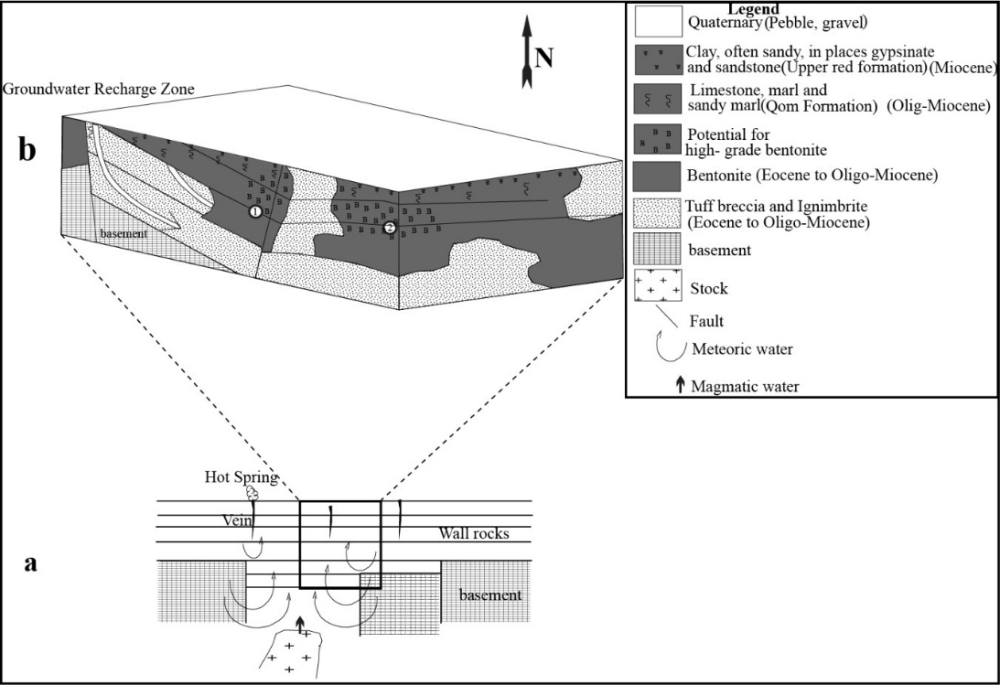 Legend
Quaternary(Pebble, gravel)
Clay, often sandy, in places gypsinate
and sandstone(Upper red formation)(Miocene)
Limestone, marl and
sandy marl(Qom Formation) (Olig-Miocene)
Potential for
high- grade bentonite
Bentonite (Eocene to Oligo-Miocene)
Tuff breccia and Ignimbrite
(Eocene to Oligo-Miocene)
basement
Stock
Fault
Meteoric water
Magmatic water
N
Groundwater Recharge Zone
b
B B B B
1
2
basement
Hot Spring
Vein
Wall rocks
a
basement